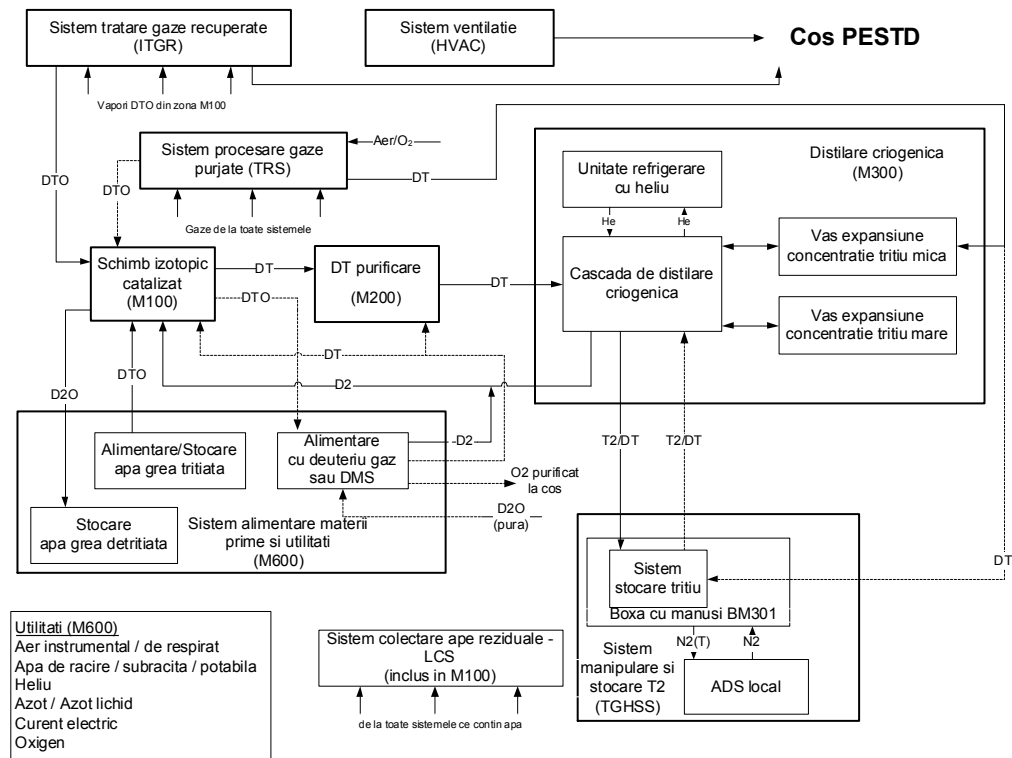 Sistem tratare gaze recuperate
(ITGR)
Sistem ventilatie
(HVAC)
Cos PESTD
Vapori DTO din zona M100
Aer/O₂
Sistem procesare gaze
purjate (TRS)
DT
DTO
DTO
Gaze de la toate sistemele
Distilare criogenica
(M300)
Unitate refrigerare
cu heliu
He
He
Vas expansiune
concentratie tritiu mica
Cascada de distilare
criogenica
Vas expansiune
concentratie tritiu mare
Schimb izotopic
catalizat
(M100)
DT
DTO
DT purificare
(M200)
DT
DT
D2
DTO
D2O
Alimentare/Stocare
apa grea tritiata
Alimentare
cu deuteriu gaz
sau DMS
D2
O2 purificat
la cos
D2O
(pura)
Stocare
apa grea detritiata
Sistem alimentare materii
prime si utilitati
(M600)
T2/DT
T2/DT
DT
Sistem
stocare tritiu
Boxa cu manusi BM301
N2(T)
N2
Sistem
manipulare si
stocare T2
(TGHSS)
ADS local
Utilitati (M600)
Aer instrumental / de respirat
Apa de racire / subracita / potabila
Heliu
Azot / Azot lichid
Curent electric
Oxigen
Sistem colectare ape reziduale -
LCS
(inclus in M100)
de la toate sistemele ce contin apa